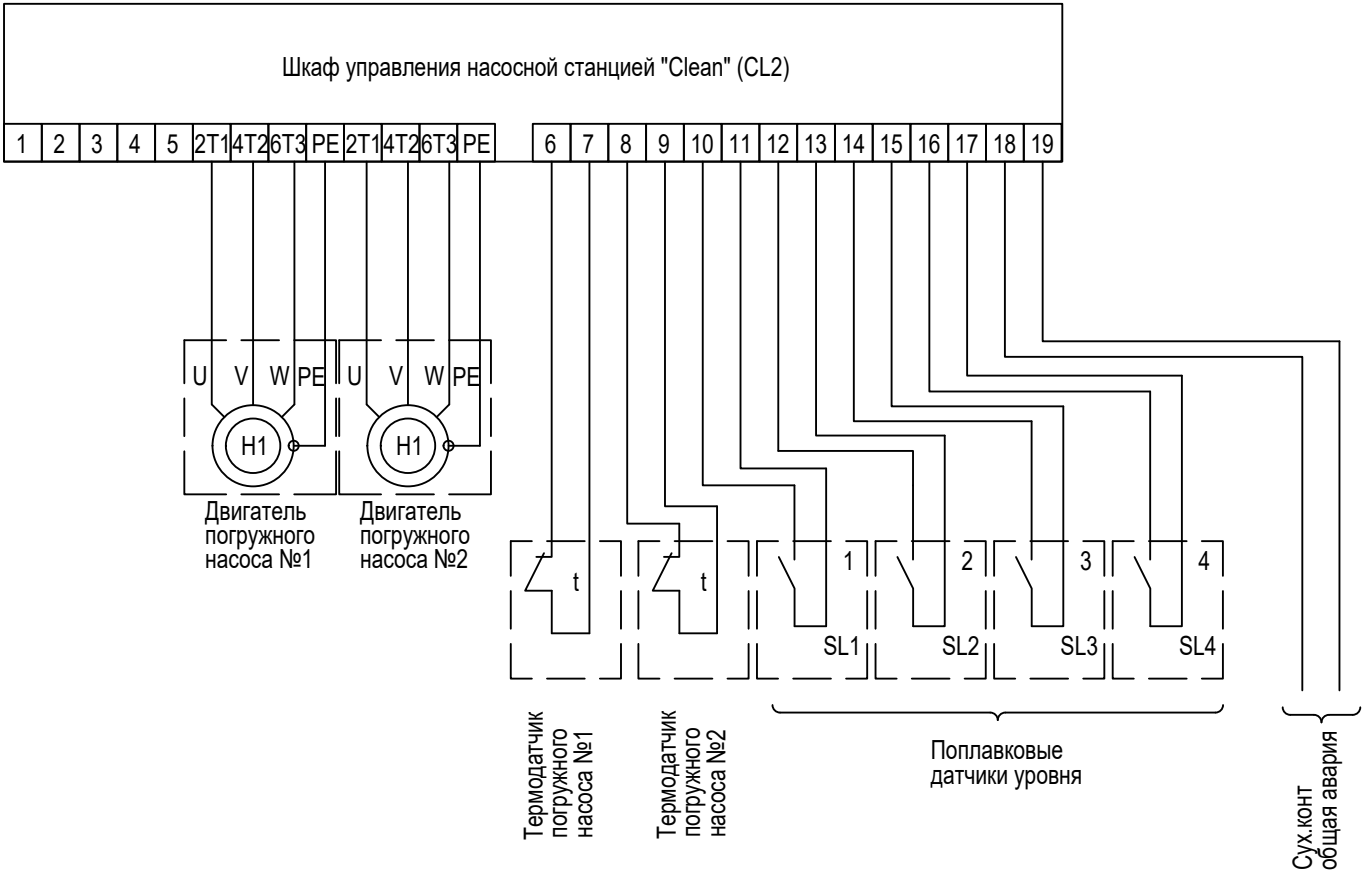 Шкаф управления насосной станцией "Clean" (CL2)
1 2 3 4 5 2T1 4T2 6T3 PE 2T1 4T2 6T3 PE 6 7 8 9 10 11 12 13 14 15 16 17 18 19
U V W PE U V W PE
H1 H1
Двигатель
погружного
насоса №1
Двигатель
погружного
насоса №2
t t 1 2 3 4
SL1 SL2 SL3 SL4
Термодатчик
погружного
насоса №1
Термодатчик
погружного
насоса №2
Поплавковые
датчики уровня
Сух.конт
общая авария